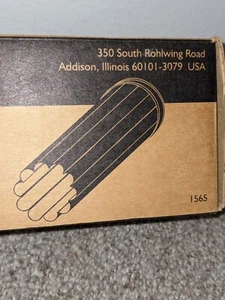 350 South Rohlwing Road
Addison, Illinois 60101-3079 USA
1565